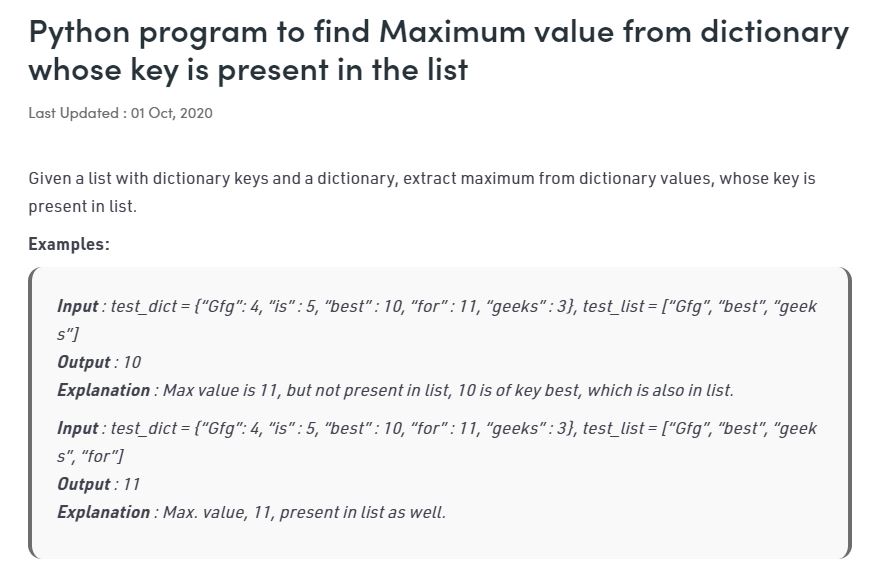 Python program to find Maximum value from dictionary
whose key is present in the list
Last Updated : 01 Oct, 2020
Given a list with dictionary keys and a dictionary, extract maximum from dictionary values, whose key is
present in list.
Examples:
Input : test_dict = {“Gfg”: 4, “is” : 5, “best” : 10, “for” : 11, “geeks” : 3}, test_list = [“Gfg”, “best”, “geek
s”]
Output : 10
Explanation : Max value is 11, but not present in list, 10 is of key best, which is also in list.
Input : test_dict = {“Gfg”: 4, “is” : 5, “best” : 10, “for” : 11, “geeks” : 3}, test_list = [“Gfg”, “best”, “geek
s”, “for”]
Output : 11
Explanation : Max. value, 11, present in list as well.